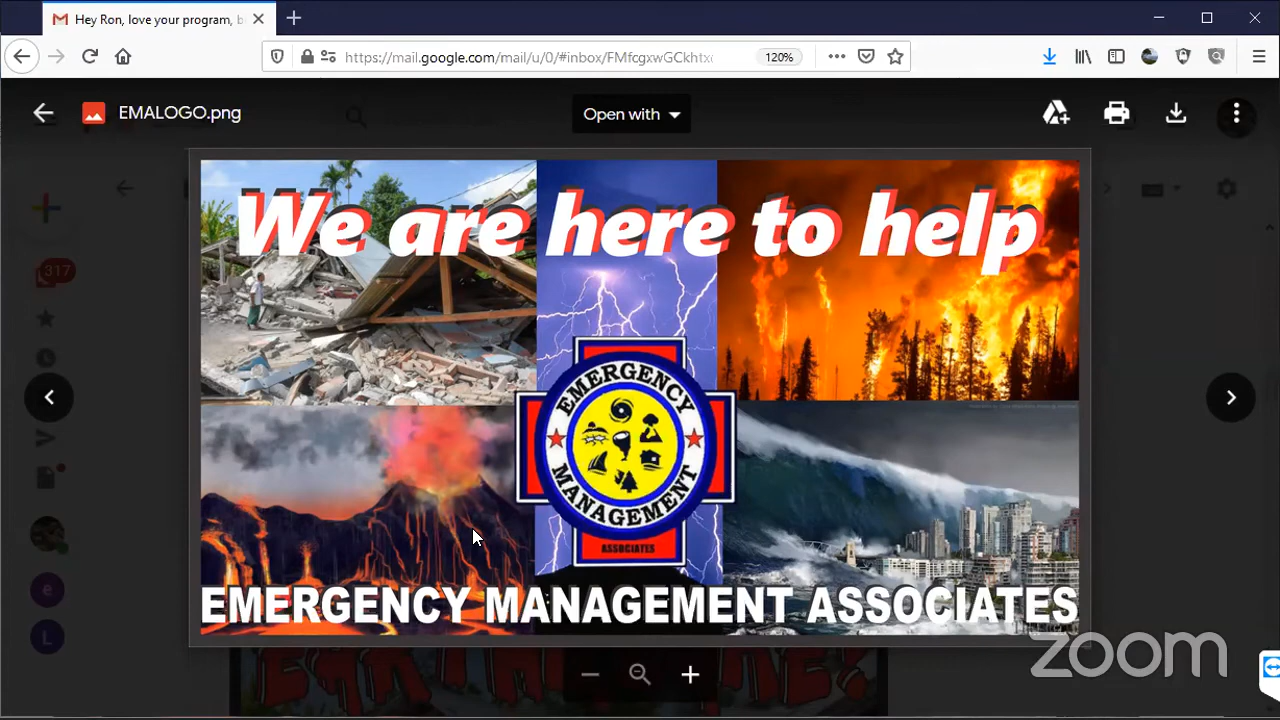 Hey Ron, love your program, b
https://mail.google.com/mail/u/0/#inbox/FMfcgxwGCkhtx
120%
EMALOGO.png
Open with
We are here to help
317
EMERGENCY
MANAGEMENT
ASSOCIATES
e
L
EMERGENCY MANAGEMENT ASSOCIATES
zoom